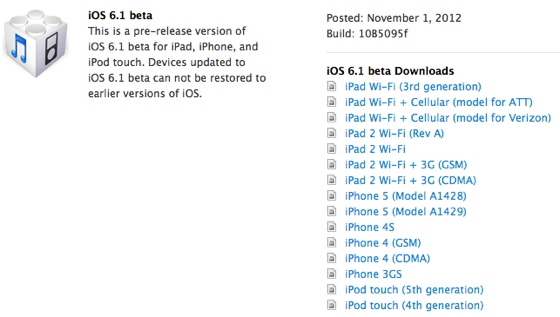 iOS 6.1 beta
This is a pre-release version of
iOS 6.1 beta for iPad, iPhone, and
iPod touch. Devices updated to
iOS 6.1 beta can not be restored to
earlier versions of iOS.
Posted: November 1, 2012
Build: 10B5095f
iOS 6.1 beta Downloads
iPad Wi-Fi (3rd generation)
iPad Wi-Fi + Cellular (model for ATT)
iPad Wi-Fi + Cellular (model for Verizon)
iPad 2 Wi-Fi (Rev A)
iPad 2 Wi-Fi
iPad 2 Wi-Fi + 3G (GSM)
iPad 2 Wi-Fi + 3G (CDMA)
iPhone 5 (Model A1428)
iPhone 5 (Model A1429)
iPhone 4S
iPhone 4 (GSM)
iPhone 4 (CDMA)
iPhone 3GS
iPod touch (5th generation)
iPod touch (4th generation)